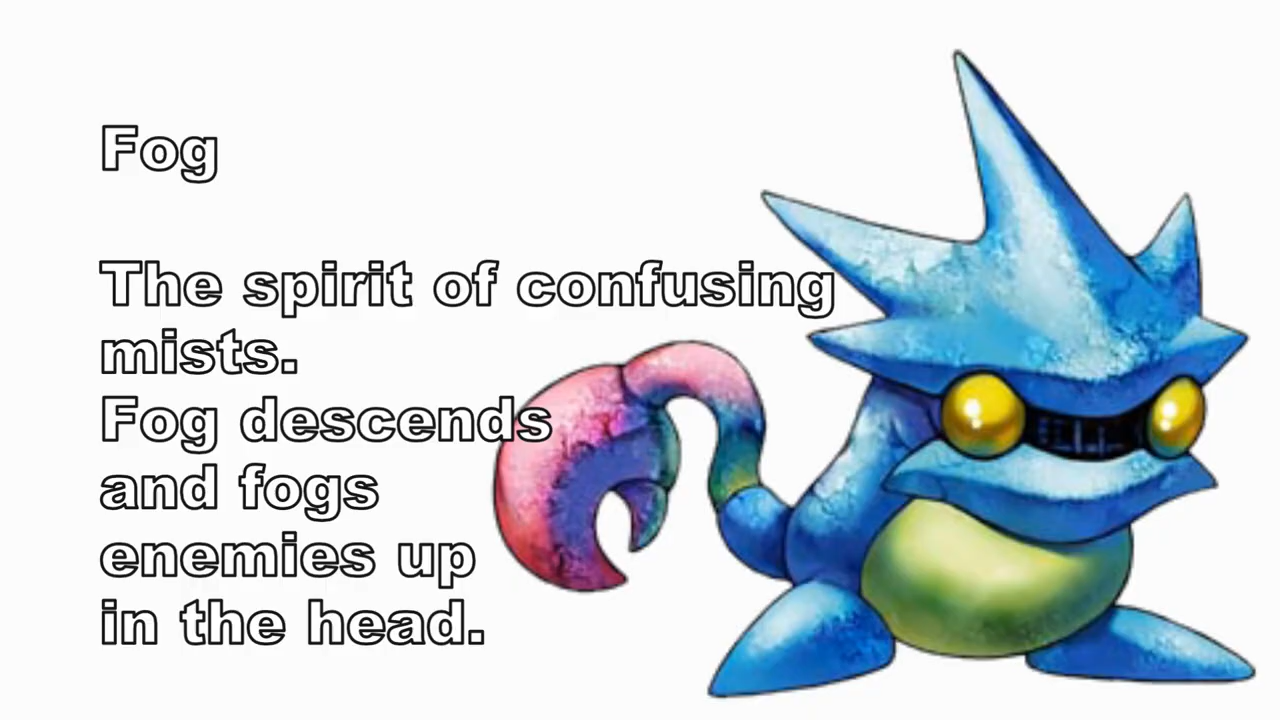 Fog
The spirit of confusing
mists.
Fog descends
and fogs
enemies up
in the head.